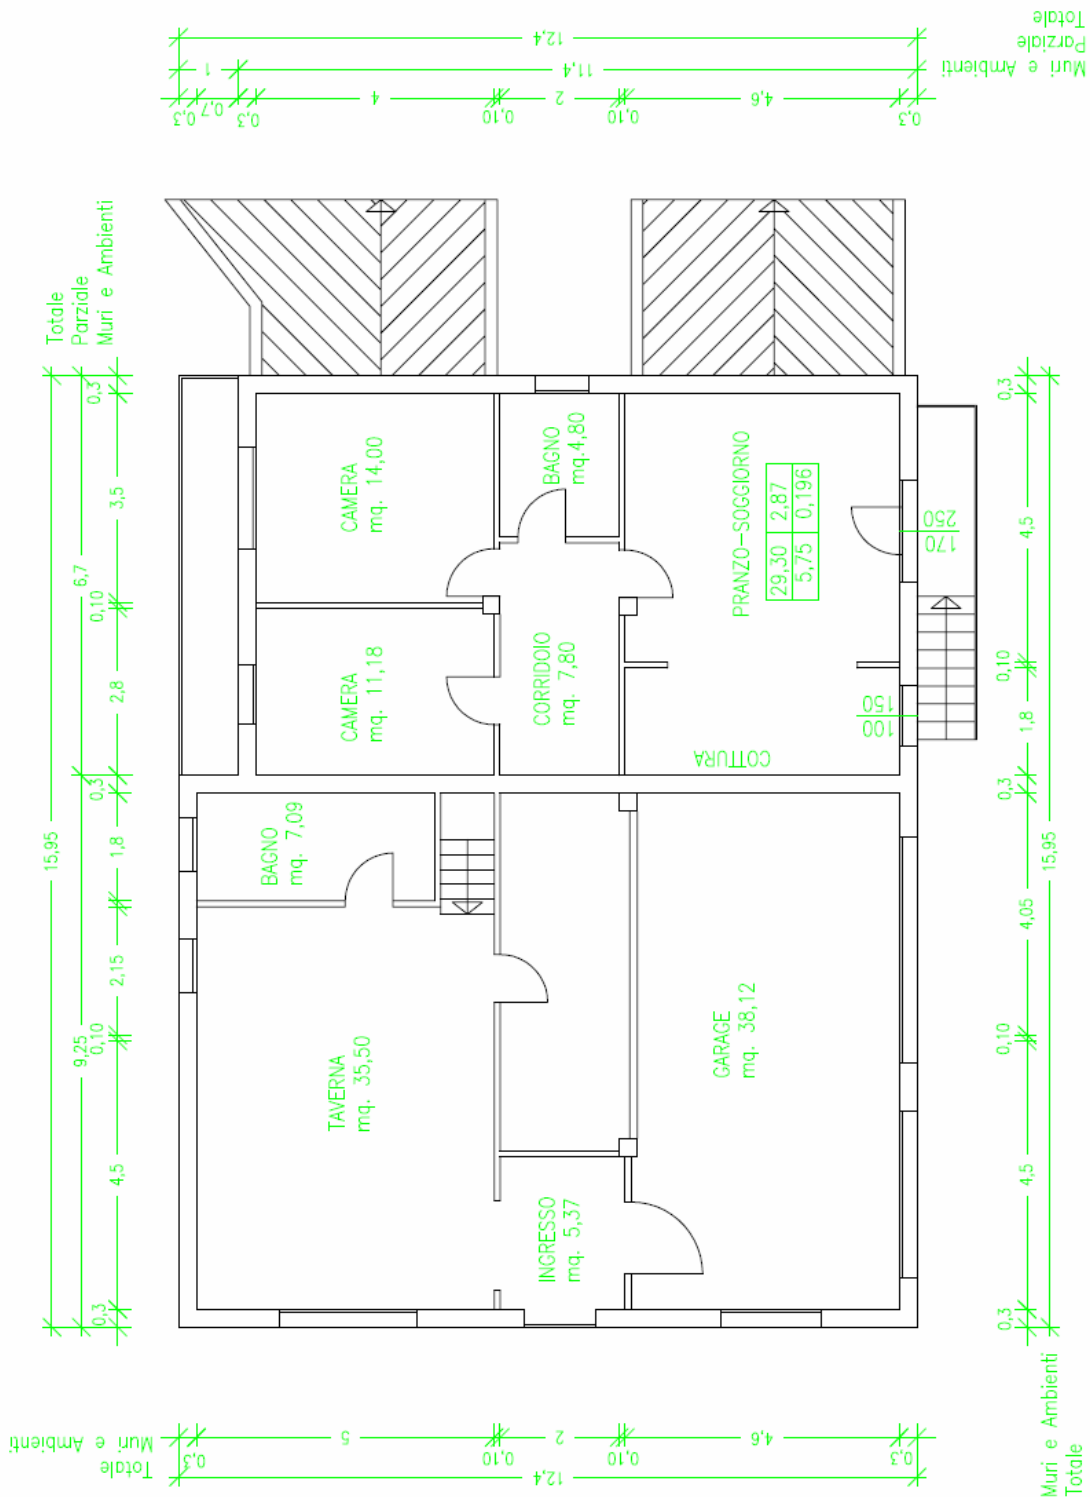 Totale
Parziale
Muri e Ambienti
12,4
1
11,4
0,3
0,7
0,3
4
0,10
2
0,10
4,6
0,3
Totale
Parziale
Muri e Ambienti
15,95
6,7
9,25
0,3
3,5
0,10
2,8
0,3
1,8
2,15
0,10
4,5
0,3
CAMERA
mq. 14,00
BAGNO
mq.4,80
PRANZO-SOGGIORNO
29,30 2,87
5,75 0,196
170
250
CAMERA
mq. 11,18
CORRIDOIO
mq. 7,80
COTTURA
100
150
BAGNO
mq. 7,09
TAVERNA
mq. 35,50
GARAGE
mq. 38,12
INGRESSO
mq. 5,37
0,3
4,5
0,10
1,8
0,3
4,05
0,10
4,5
0,3
15,95
Muri e Ambienti
Totale
Totale
Muri e Ambienti
0,3
5
0,10
2
0,10
4,6
0,3
12,4